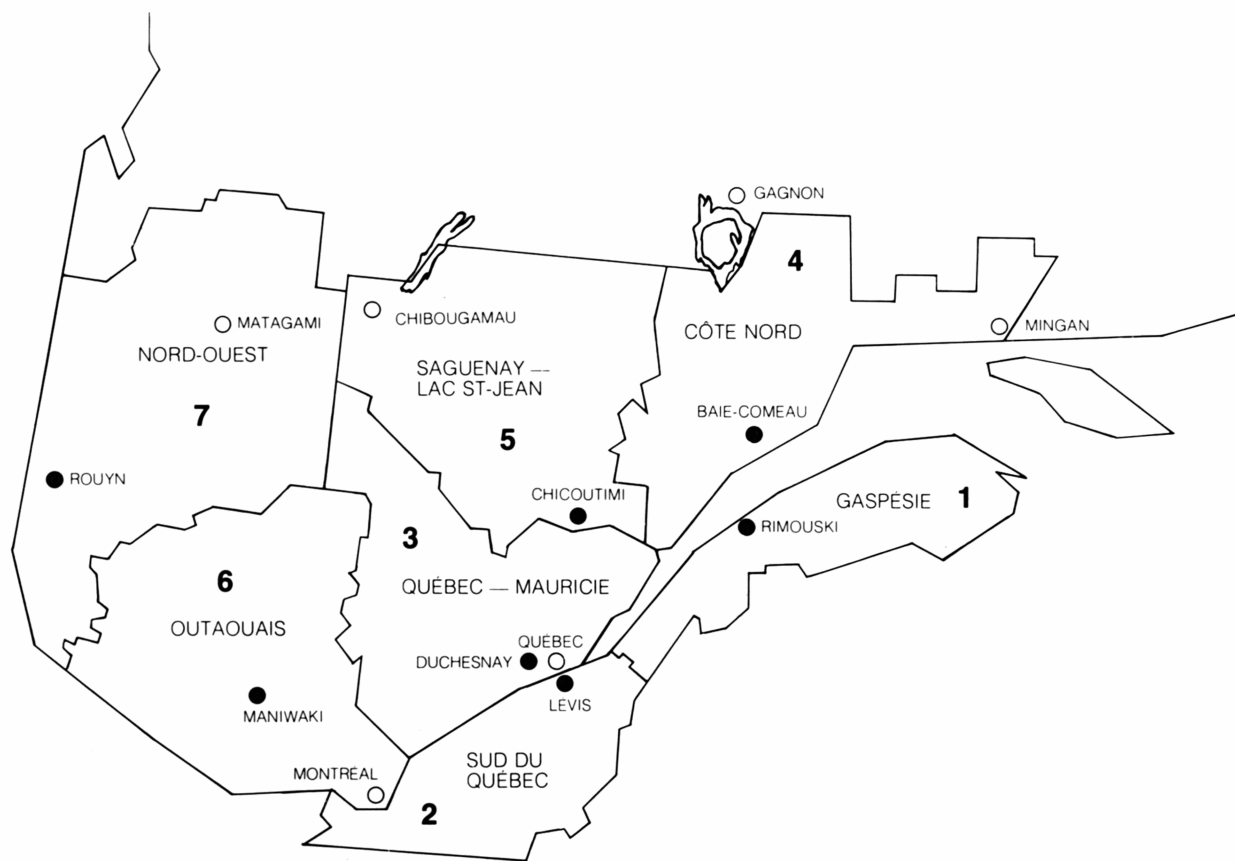 GAGNON
4
MATAGAMI
CHIBOUGAMAU
MINGAN
CÔTE NORD
NORD-OUEST
SAGUENAY —
LAC ST-JEAN
7
5
BAIE-COMEAU
ROUYN
CHICOUTIMI
GASPÉSIE
1
RIMOUSKI
3
6
QUÉBEC — MAURICIE
OUTAOUAIS
QUÉBEC
DUCHESNAY
LÉVIS
MANIWAKI
SUD DU
QUÉBEC
MONTRÉAL
2